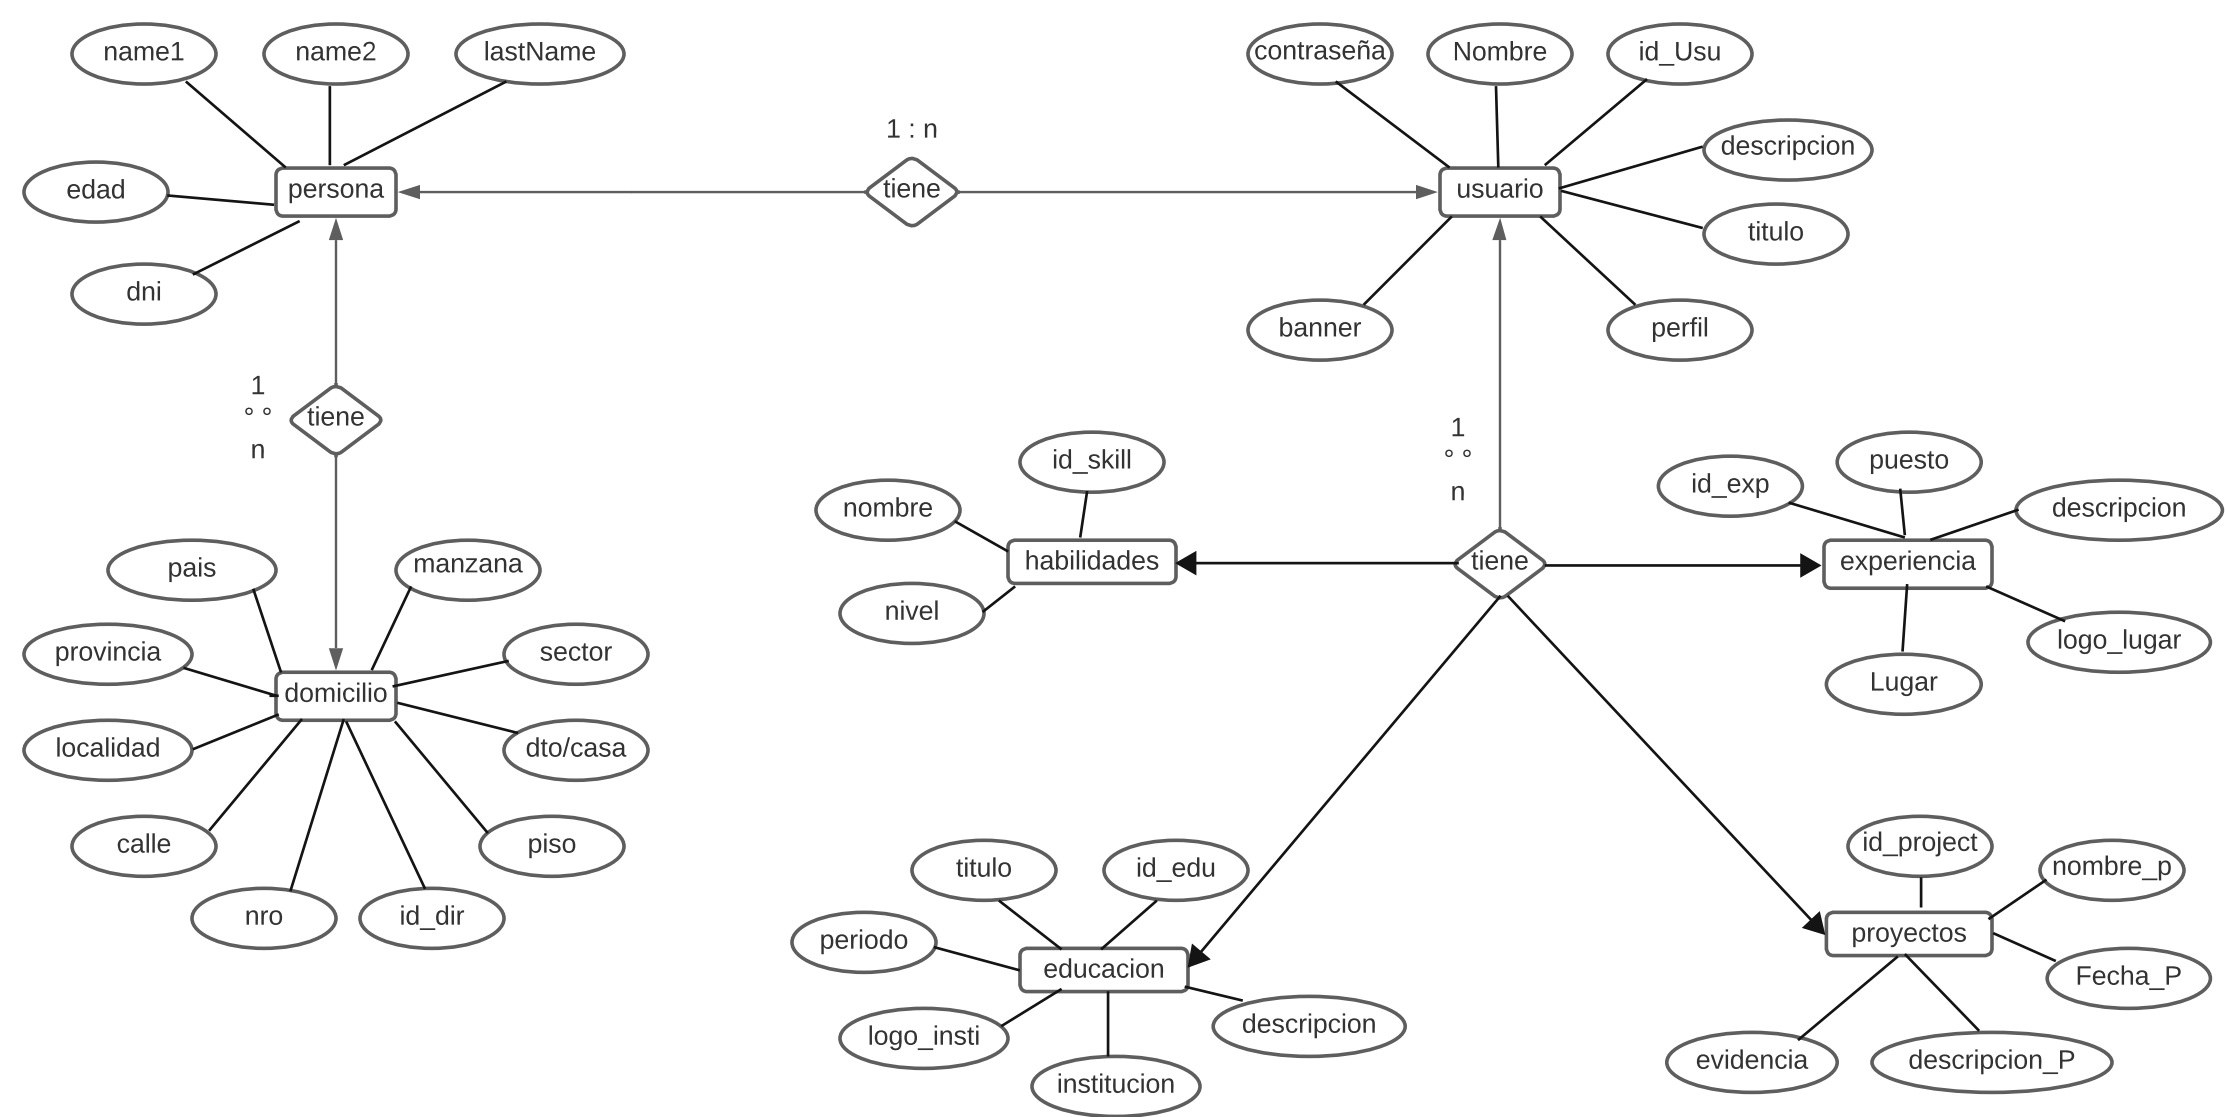 name1
name2
lastName
contraseña
Nombre
id_Usu
1 : n
descripcion
edad
persona
tiene
usuario
titulo
dni
banner
perfil
1
°°
n
tiene
1
°°
n
id_skill
nombre
habilidades
nivel
tiene
id_exp
puesto
descripcion
experiencia
logo_lugar
Lugar
pais
manzana
provincia
sector
domicilio
localidad
dto/casa
calle
piso
nro
id_dir
titulo
id_edu
periodo
educacion
logo_insti
descripcion
institucion
id_project
nombre_p
proyectos
Fecha_P
evidencia
descripcion_P